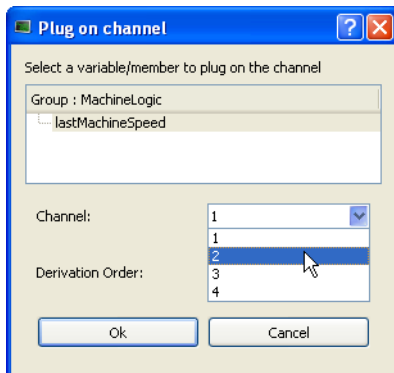 Plug on channel
Select a variable/member to plug on the channel
Group : MachineLogic
lastMachineSpeed
Channel:
1
1
2
Derivation Order:
3
4
Ok
Cancel